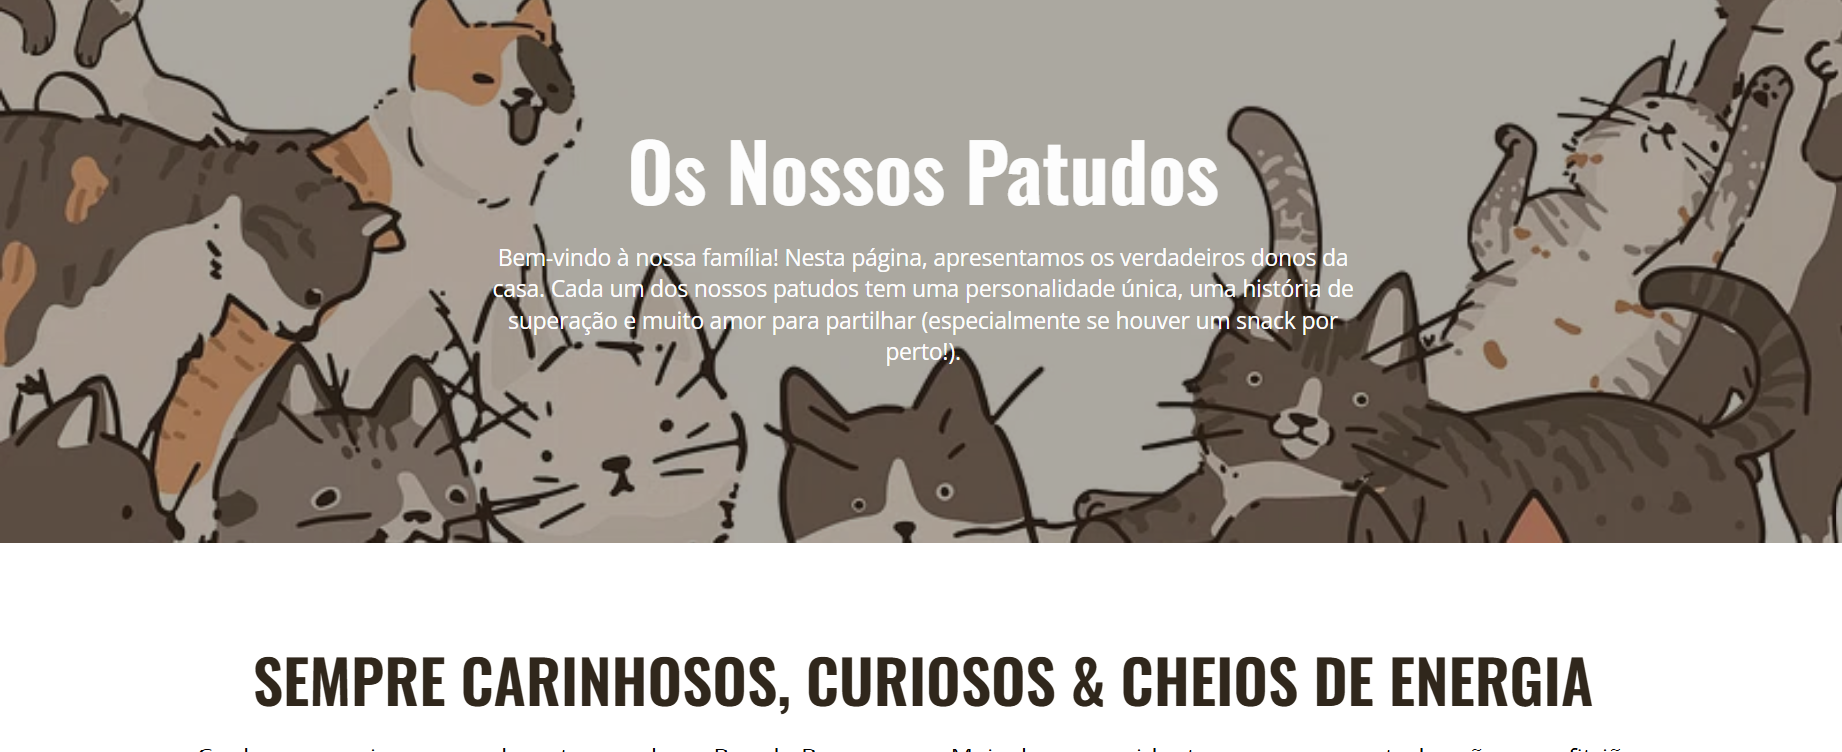 Os Nossos Patudos
Bem-vindo à nossa família! Nesta página, apresentamos os verdadeiros donos da
casa. Cada um dos nossos patudos tem uma personalidade única, uma história de
superação e muito amor para partilhar (especialmente se houver um snack por
perto!).
SEMPRE CARINHOSOS, CURIOSOS & CHEIOS DE ENERGIA